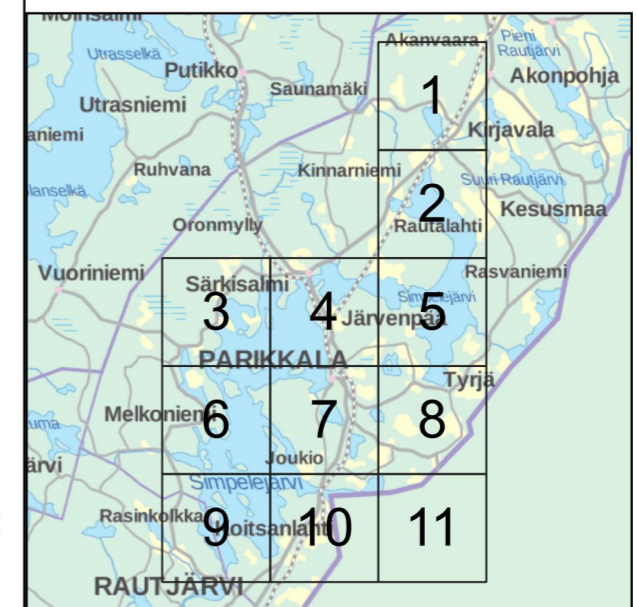 Akanvaara
Pieni
Rautjärvi
Utrasselkä
Putikko
Akonpohja
Saunamäki
1
Utrasniemi
Kirjavala
Ruhvana
Kinnarniemi
Suuri-Rautjärvi
2
Kesusmaa
Oronmylly
Rautalahti
Vuoriniemi
Särkisalmi
Rasvaniemi
Simpelejärvi
3
4
5
Järvenpää
PARIKKALA
Tyrjä
Melkoniemi
6
7
8
Joukio
Simpelejärvi
Rasinkolkka
9
10
11
RAUTJÄRVI